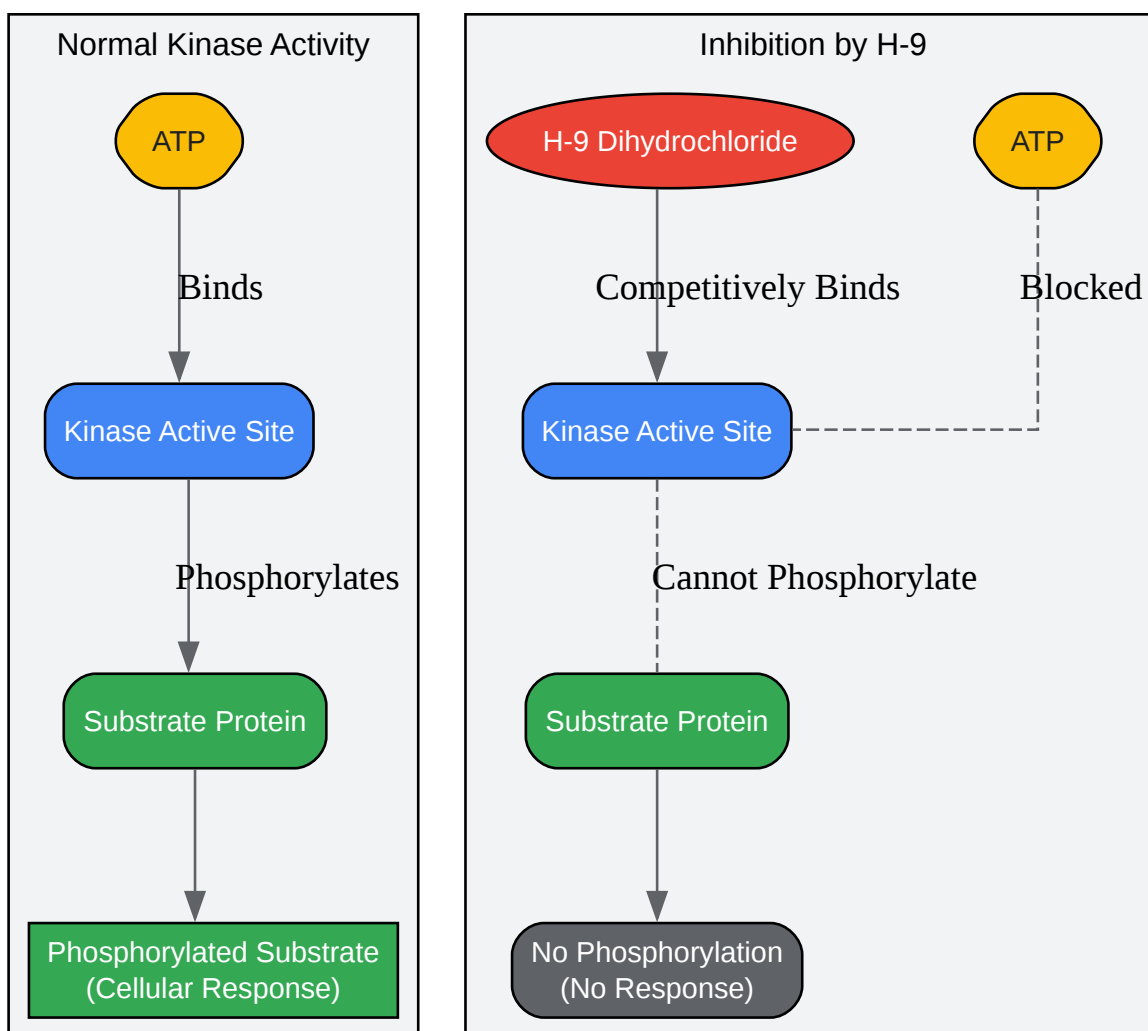 Normal Kinase Activity
ATP
Binds
Kinase Active Site
Phosphorylates
Substrate Protein
Phosphorylated Substrate
(Cellular Response)
Inhibition by H-9
H-9 Dihydrochloride
ATP
Competitively Binds
Blocked
Kinase Active Site
Cannot Phosphorylate
Substrate Protein
No Phosphorylation
(No Response)